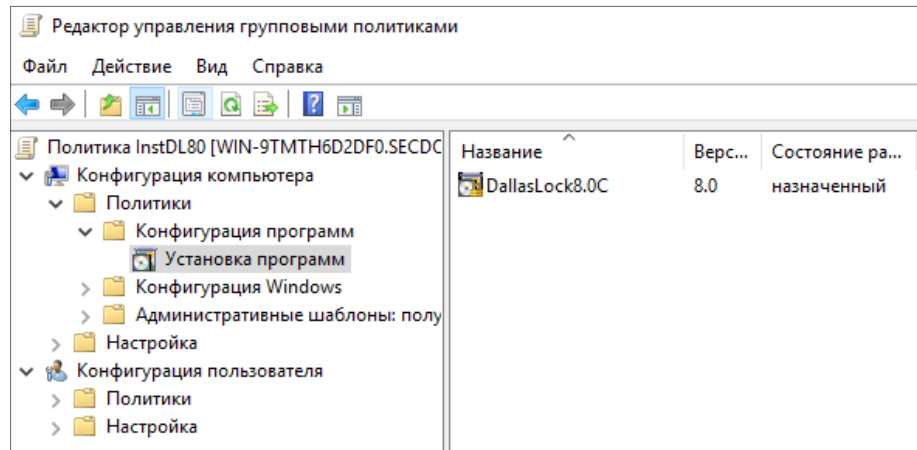 Редактор управления групповыми политиками
Файл Действие Вид Справка
Политика InstDL80 [WIN-9TMTH6D2DF0.SECDC
Конфигурация компьютера
Политики
Конфигурация программ
Установка программ
Конфигурация Windows
Административные шаблоны: полу
Настройка
Конфигурация пользователя
Политики
Настройка
Название Верс... Состояние ра...
DallasLock8.0C 8.0 назначенный